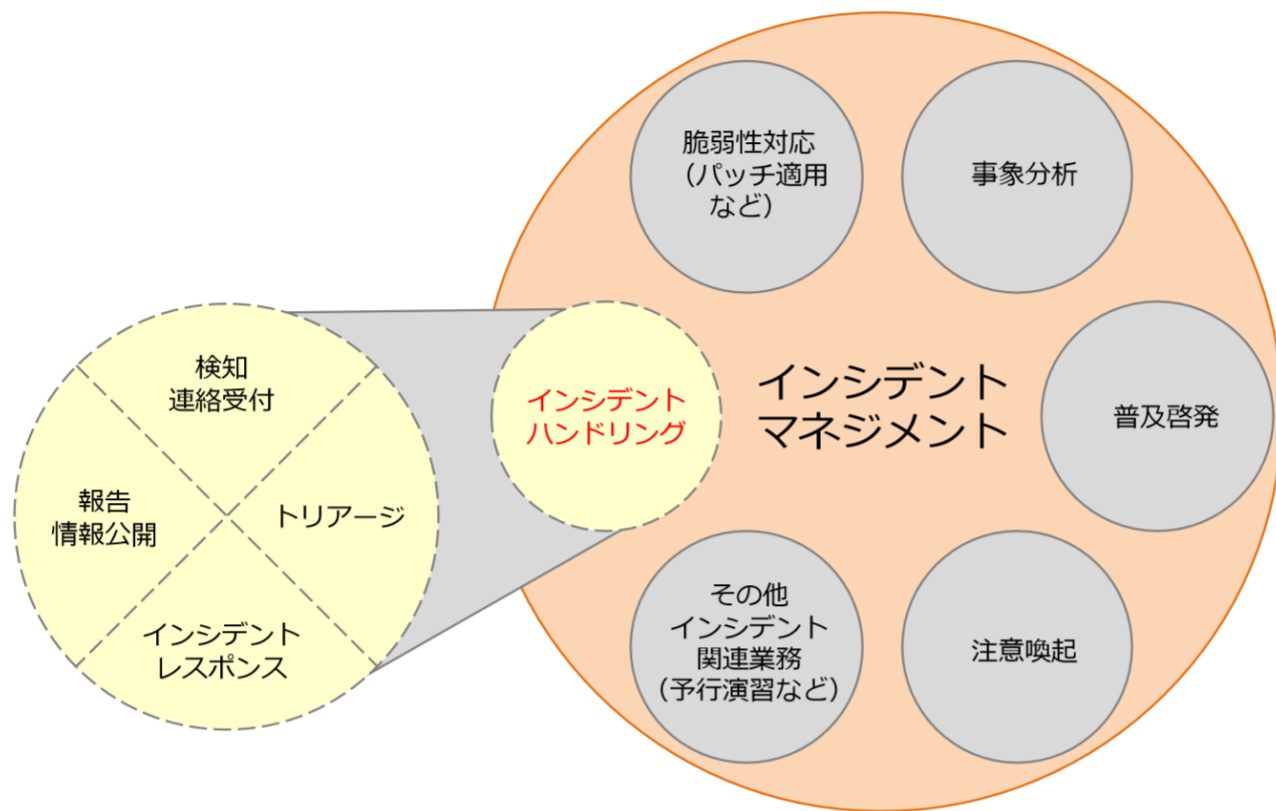 脆弱性対応
（パッチ適用
など）
事象分析
インシデント
マネジメント
普及啓発
注意喚起
その他
インシデント
関連業務
（予行演習など）
インシデント
ハンドリング
検知
連絡受付
トリアージ
インシデント
レスポンス
報告
情報公開